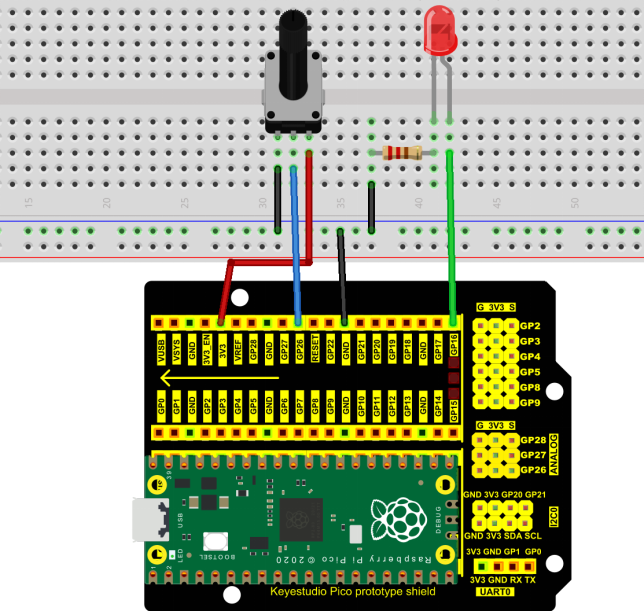 15 20 25 30 35 40 45 50
G 3V3 S
GP2
GP3
GP4
GP5
GP8
GP9
VUSB VSYS GND 3V3_EN 3V3 VREF GP28 GND GP27 GP26 RESET GP22 GND GP21 GP20 GP19 GP18 GND GP17 GP16
GP0 GP1 GND GP2 GP3 GP4 GP5 GND GP6 GP7 GP8 GP9 GND GP10 GP11 GP12 GP13 GND GP14 GP15
G 3V3 S
GP28
GP27
GP26
ANALOG
GND 3V3 GP20 GP21
I2C0
GND 3V3 SDA SCL
3V3 GND GP1 GP0
3V3 GND RX TX
UART0
39
USB
DEBUG
BOOTSEL
LED
1 2
Raspberry Pi Pico © 2020
Keyestudio Pico prototype shield